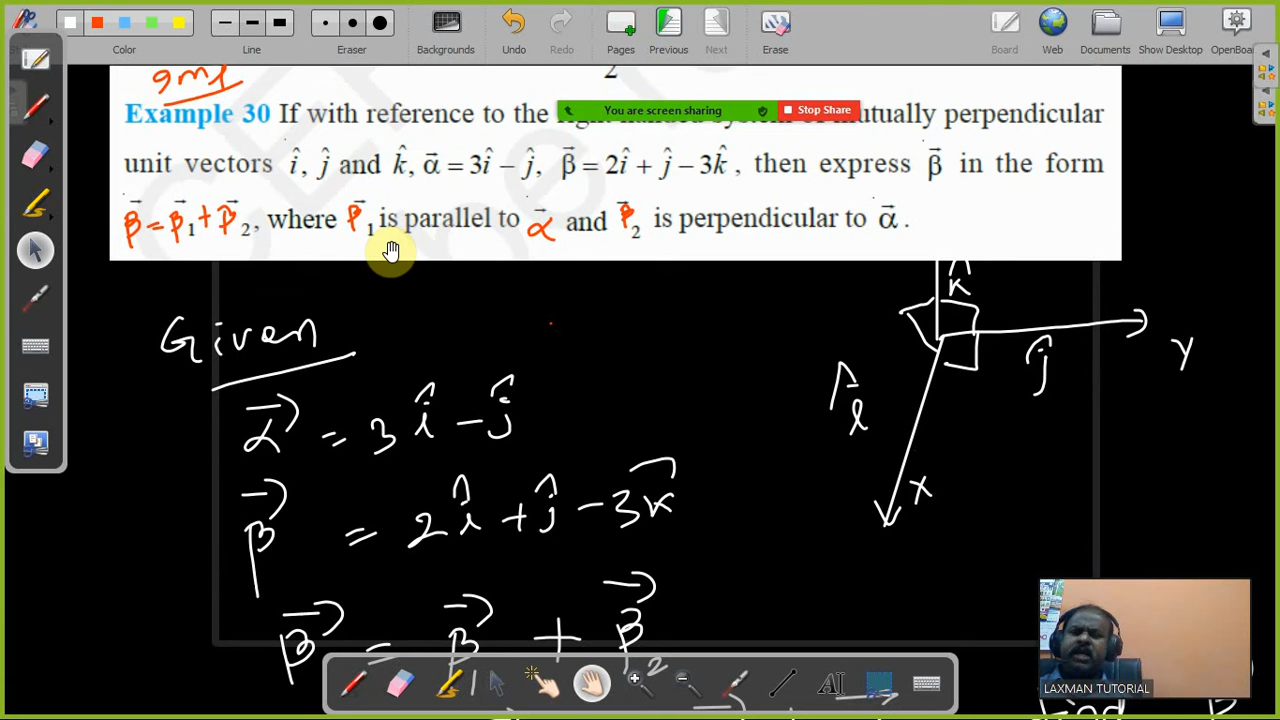 Color Line Eraser Backgrounds Undo Redo Pages Previous Next Erase Board Web Documents Show Desktop OpenBoard
2
You are screen sharing Stop Share
Example 30 If with reference to the mutually perpendicular
unit vectors î, ĵ and k̂, α⃗ = 3î − ĵ, β⃗ = 2î + ĵ − 3k̂, then express β⃗ in the form
β⃗ = β⃗₁ + β⃗₂, where β⃗₁ is parallel to α⃗ and β⃗₂ is perpendicular to α⃗.
k̂
Given
ĵ
y
î
α⃗ = 3î − ĵ
x
β⃗ = 2î + ĵ − 3k̂
β⃗ = β⃗ + β⃗₂
LAXMAN TUTORIAL